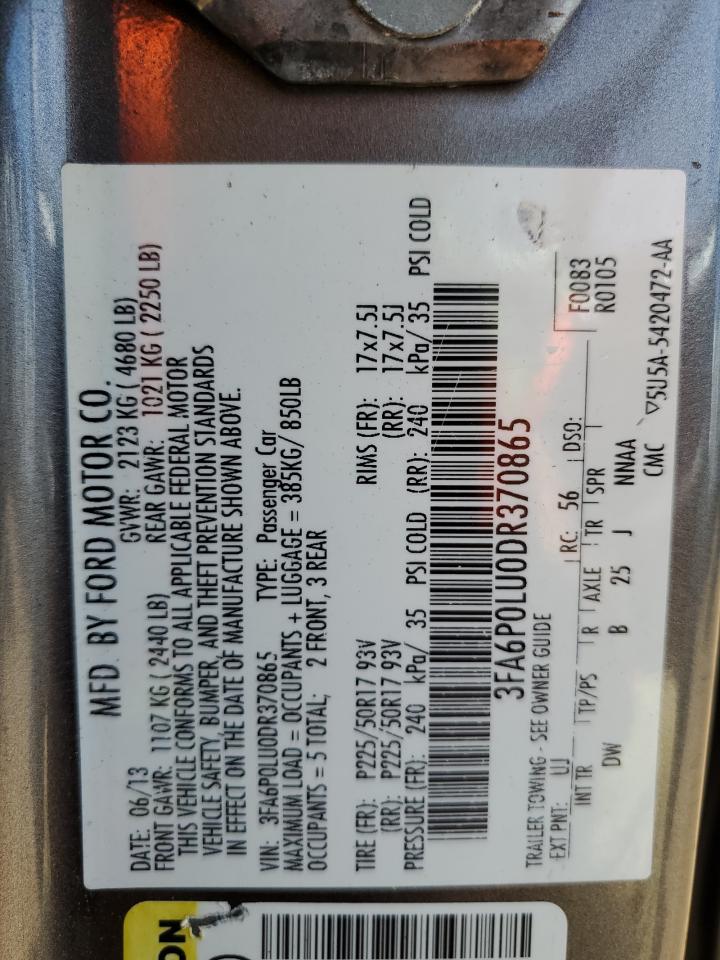 MFD. BY FORD MOTOR CO.
DATE: 06/13 GVWR: 2123 KG ( 4680 LB)
FRONT GAWR: 1107 KG ( 2440 LB) REAR GAWR: 1021 KG ( 2250 LB)
THIS VEHICLE CONFORMS TO ALL APPLICABLE FEDERAL MOTOR
VEHICLE SAFETY, BUMPER, AND THEFT PREVENTION STANDARDS
IN EFFECT ON THE DATE OF MANUFACTURE SHOWN ABOVE.
VIN: 3FA6P0LU0DR370865 TYPE: Passenger Car
MAXIMUM LOAD = OCCUPANTS + LUGGAGE = 385KG/ 850LB
OCCUPANTS = 5 TOTAL; 2 FRONT, 3 REAR
TIRE (FR): P225/50R17 93V RIMS (FR): 17x7.5J
(RR): P225/50R17 93V (RR): 17x7.5J
PRESSURE (FR): 240 kPa/ 35 PSI COLD (RR): 240 kPa/ 35 PSI COLD
3FA6P0LU0DR370865
TRAILER TOWING - SEE OWNER GUIDE
F0083
EXT PNT: UJ RC: 56 DSO: R0105
INT TR TP/PS R AXLE TR SPR
DW B 25 J NNAA
CMC ▽5U5A-5420472-AA
ON